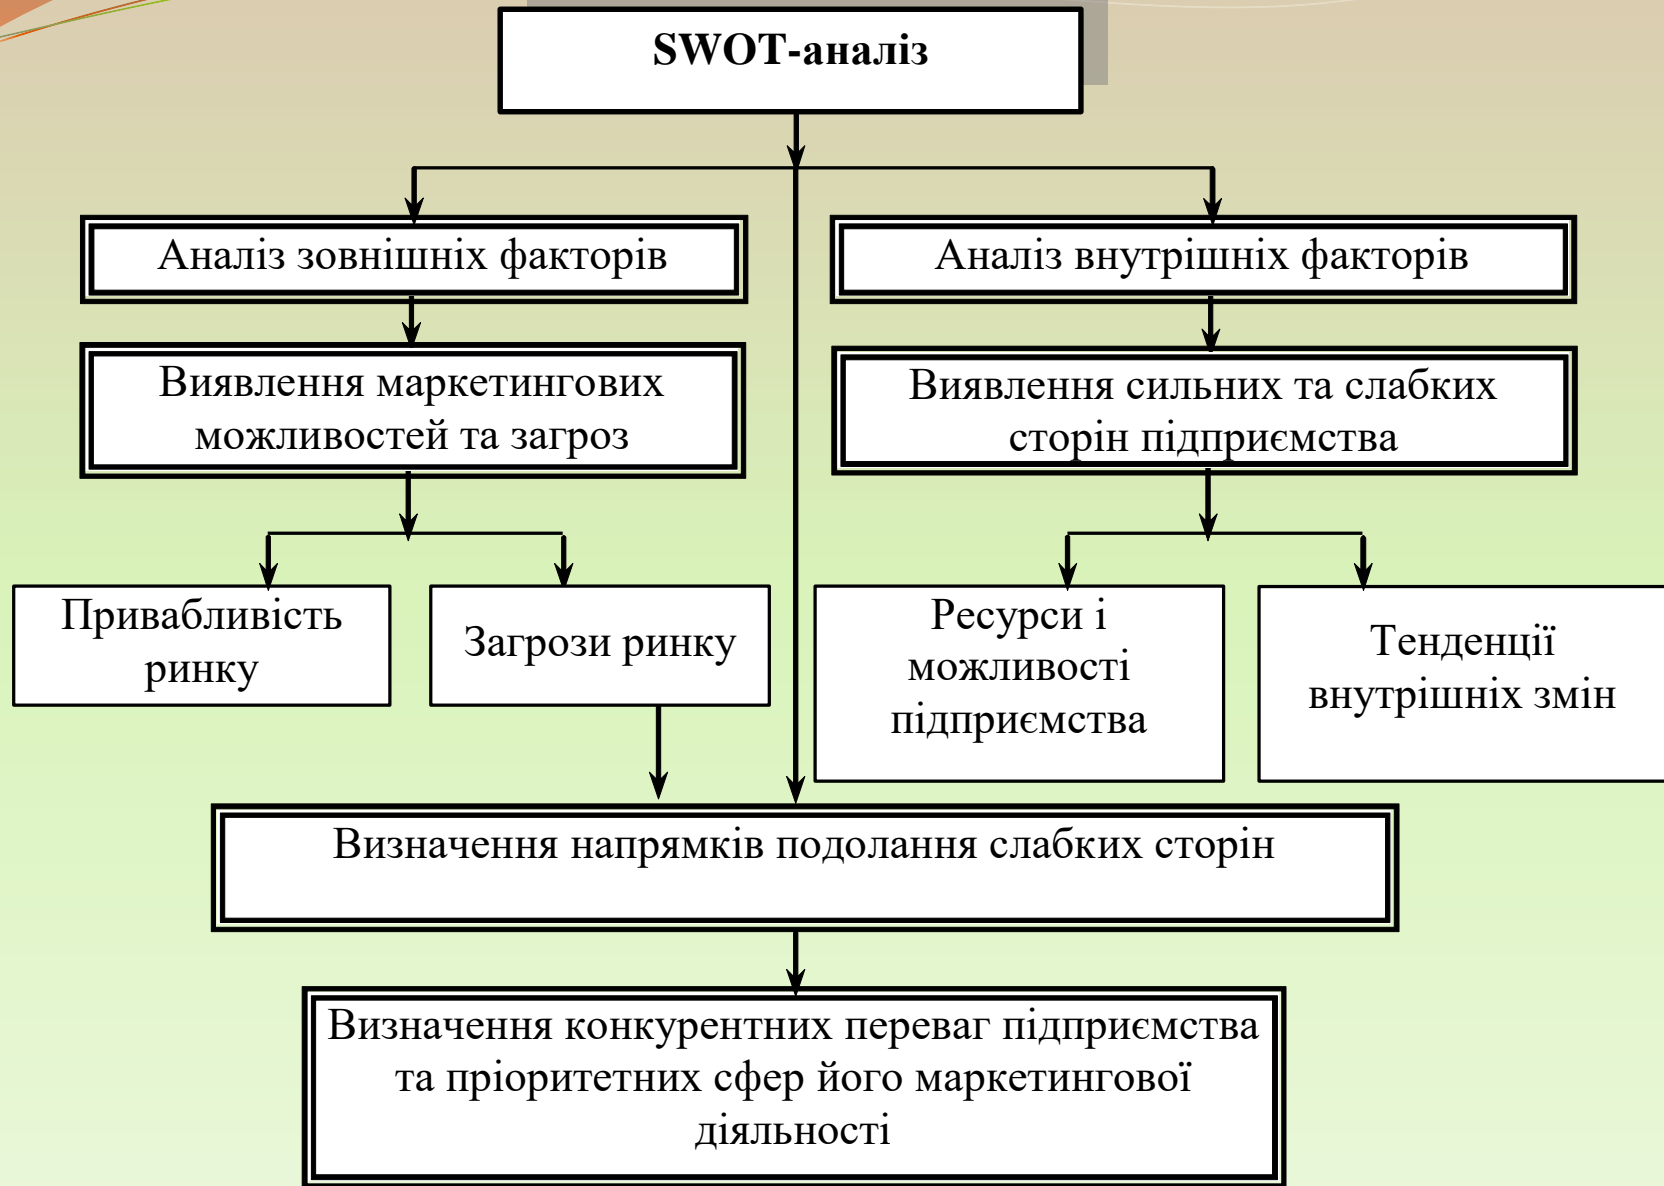 SWOT-аналіз
Аналіз зовнішніх факторів
Аналіз внутрішніх факторів
Виявлення маркетингових
можливостей та загроз
Виявлення сильних та слабких
сторін підприємства
Привабливість
ринку
Загрози ринку
Ресурси і
можливості
підприємства
Тенденції
внутрішніх змін
Визначення напрямків подолання слабких сторін
Визначення конкурентних переваг підприємства
та пріоритетних сфер його маркетингової
діяльності